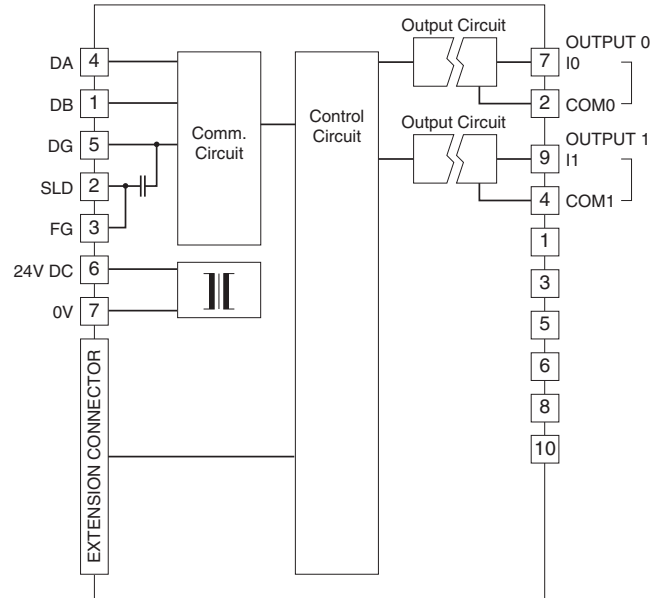 Output Circuit
OUTPUT 0
DA 4
7 I0
DB 1
2 COM0
Comm.
Circuit
Control
Circuit
Output Circuit
OUTPUT 1
DG 5
9 I1
SLD 2
4 COM1
FG 3
1
24V DC 6
3
0V 7
5
EXTENSION CONNECTOR
6
8
10